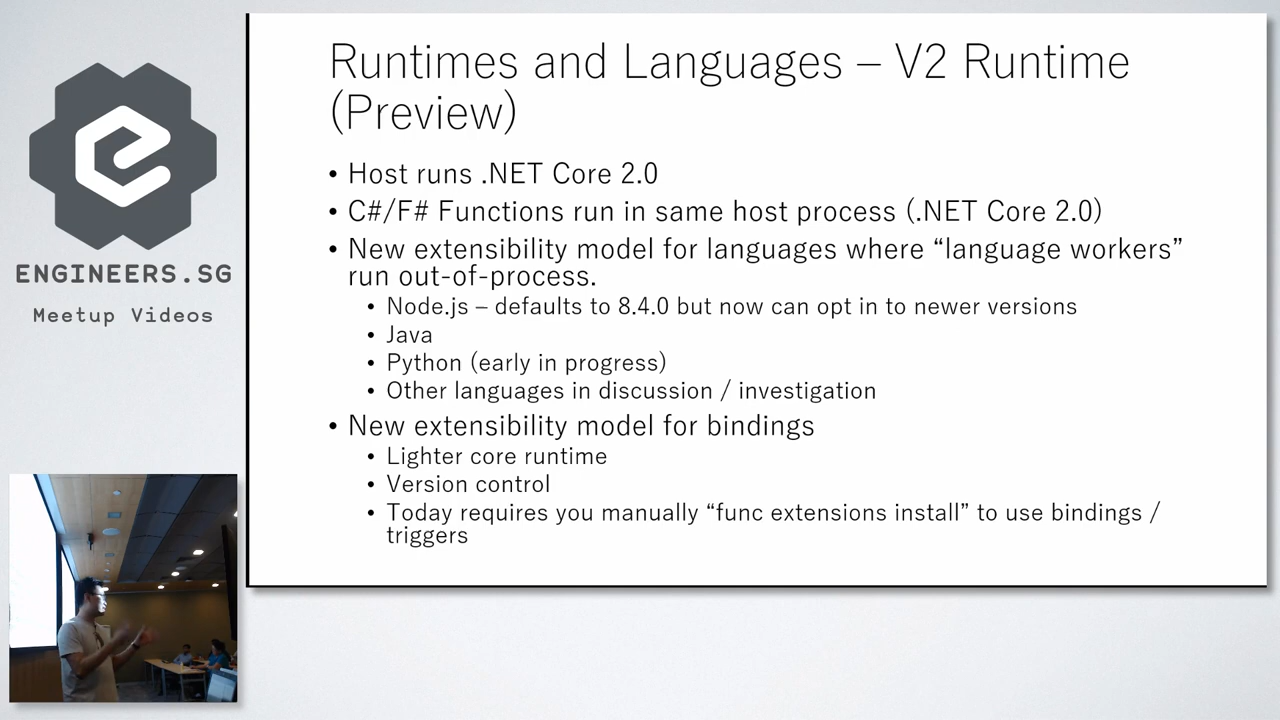 ENGINEERS.SG
Meetup Videos
Runtimes and Languages – V2 Runtime
(Preview)
• Host runs .NET Core 2.0
• C#/F# Functions run in same host process (.NET Core 2.0)
• New extensibility model for languages where “language workers”
run out-of-process.
• Node.js – defaults to 8.4.0 but now can opt in to newer versions
• Java
• Python (early in progress)
• Other languages in discussion / investigation
• New extensibility model for bindings
• Lighter core runtime
• Version control
• Today requires you manually “func extensions install” to use bindings /
triggers